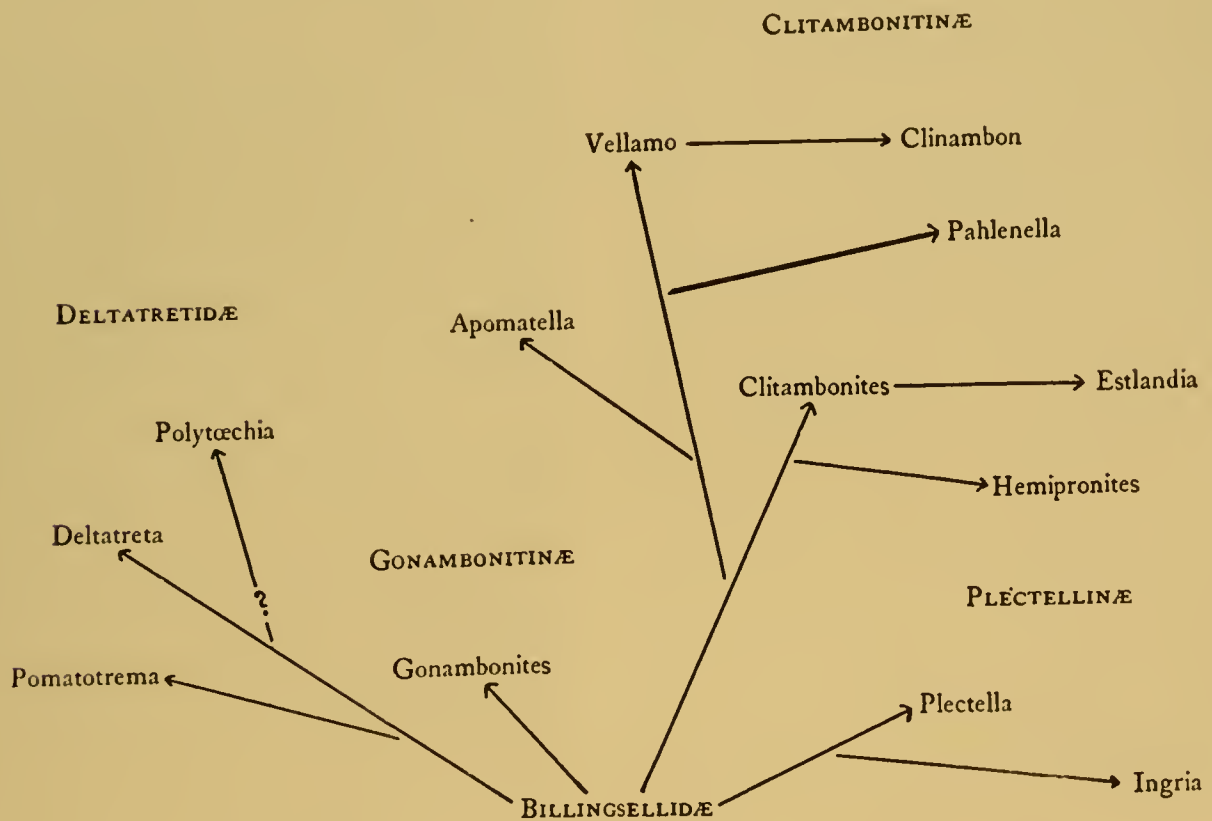 CLITAMBONITINÆ
Vellamo
Clinambon
Pahlenella
DELTATRETIDÆ
Apomatella
Clitambonites
Estlandia
Polytœchia
Hemipronites
Deltatreta
GONAMBONITINÆ
PLECTELLINÆ
?
Gonambonites
Pomatotrema
Plectella
Ingria
BILLINGSELLIDÆ